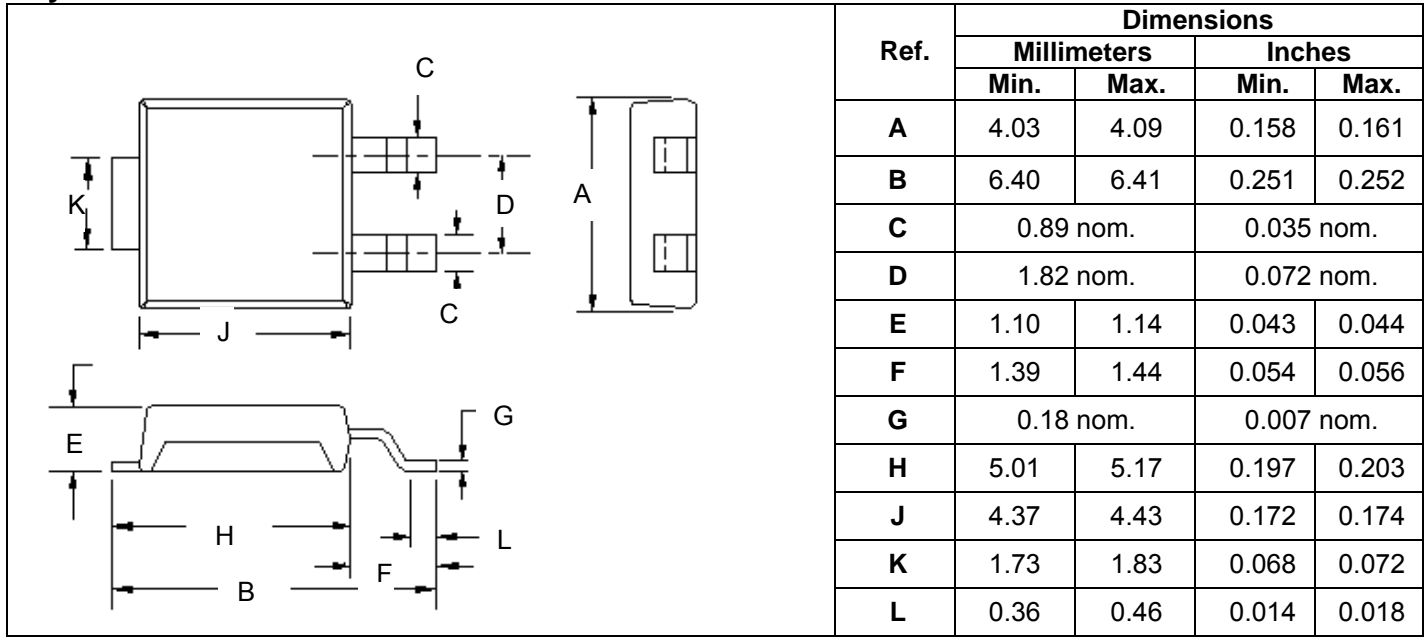 C
K
D
A
C
J
E
G
H
L
F
B
Ref. Dimensions
Millimeters Inches
Min. Max. Min. Max.
A 4.03 4.09 0.158 0.161
B 6.40 6.41 0.251 0.252
C 0.89 nom. 0.035 nom.
D 1.82 nom. 0.072 nom.
E 1.10 1.14 0.043 0.044
F 1.39 1.44 0.054 0.056
G 0.18 nom. 0.007 nom.
H 5.01 5.17 0.197 0.203
J 4.37 4.43 0.172 0.174
K 1.73 1.83 0.068 0.072
L 0.36 0.46 0.014 0.018